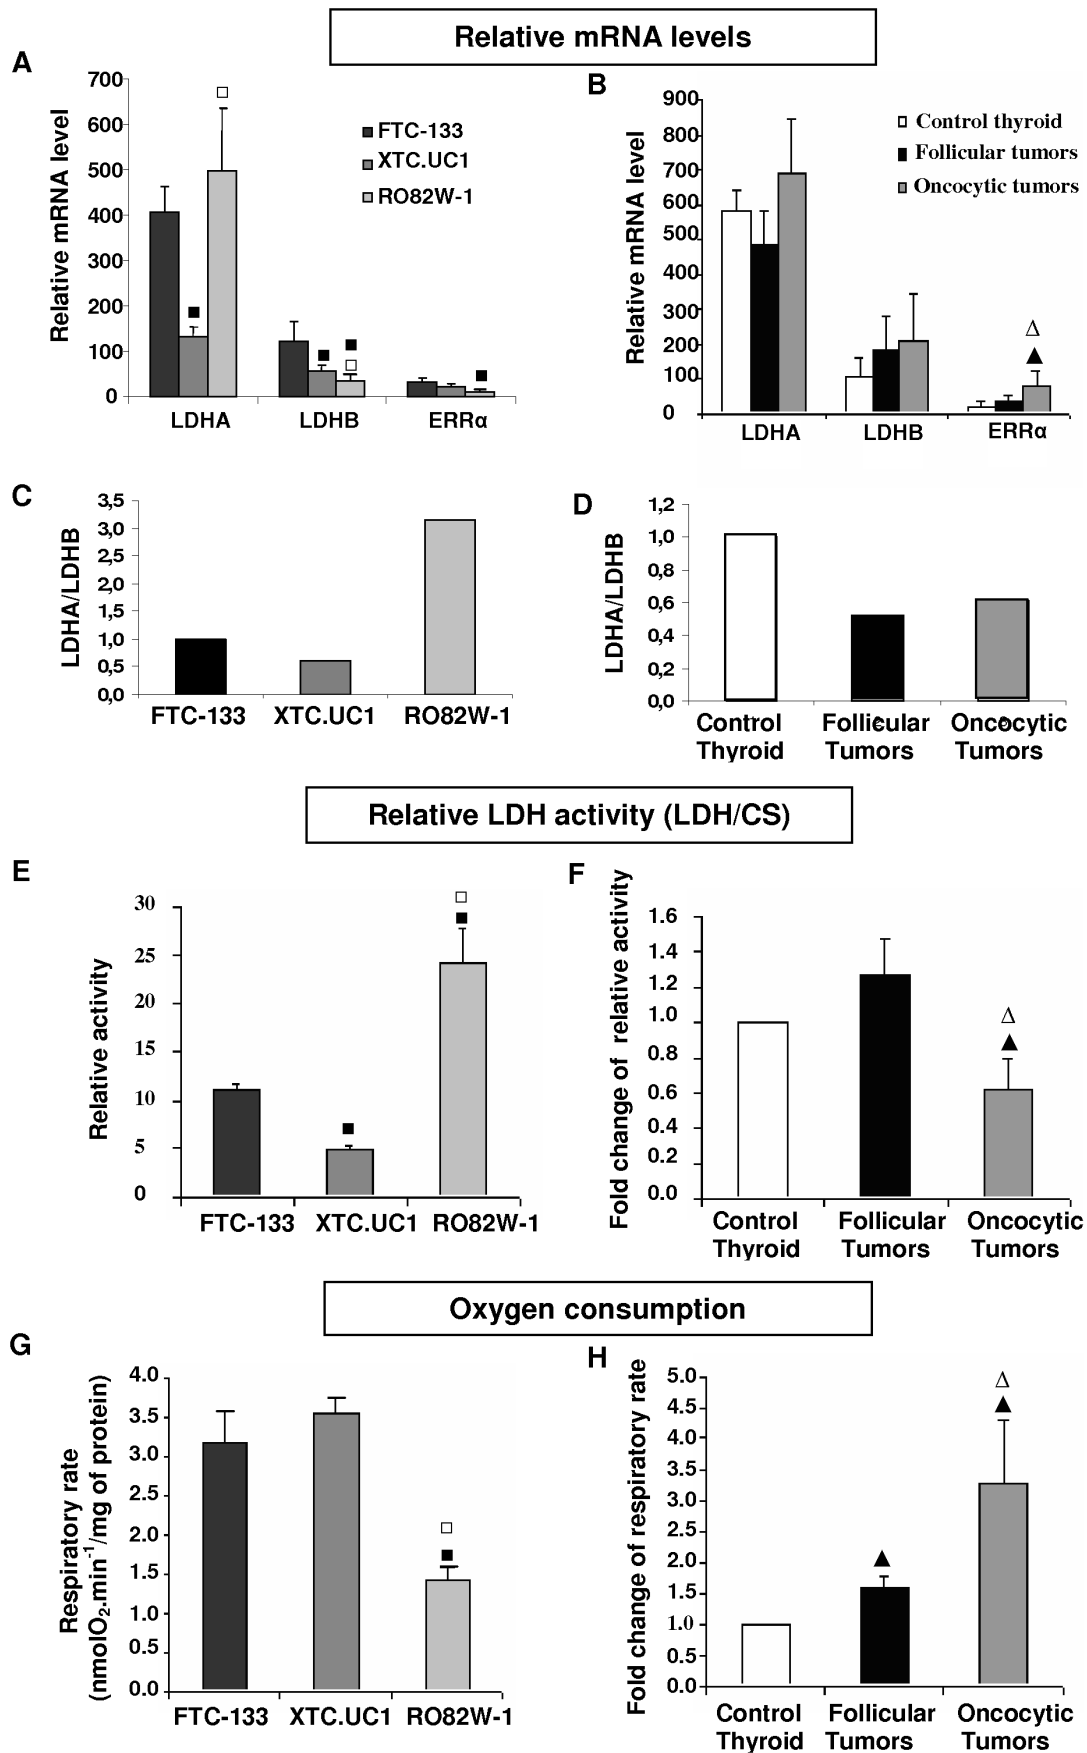 Relative mRNA levels
A
Relative mRNA level
700
600
500
400
300
200
100
0
FTC-133
XTC.UC1
RO82W-1
LDHA LDHB ERRα
B
Relative mRNA level
900
800
700
600
500
400
300
200
100
0
Control thyroid
Follicular tumors
Oncocytic tumors
LDHA LDHB ERRα
C
LDHA/LDHB
3,5
3,0
2,5
2,0
1,5
1,0
0,5
0,0
FTC-133 XTC.UC1 RO82W-1
D
LDHA/LDHB
1,2
1,0
0,8
0,6
0,4
0,2
0,0
Control Follicular Oncocytic
Thyroid Tumors Tumors
Relative LDH activity (LDH/CS)
E
Relative activity
30
25
20
15
10
5
0
FTC-133 XTC.UC1 RO82W-1
F
Fold change of relative activity
1.6
1.4
1.2
1.0
0.8
0.6
0.4
0.2
0.0
Control Follicular Oncocytic
Thyroid Tumors Tumors
Oxygen consumption
G
Respiratory rate
(nmolO₂.min⁻¹/mg of protein)
4.0
3.5
3.0
2.5
2.0
1.5
1.0
0.5
0.0
FTC-133 XTC.UC1 RO82W-1
H
Fold change of respiratory rate
5.0
4.5
4.0
3.5
3.0
2.5
2.0
1.5
1.0
0.5
0.0
Control Follicular Oncocytic
Thyroid Tumors Tumors